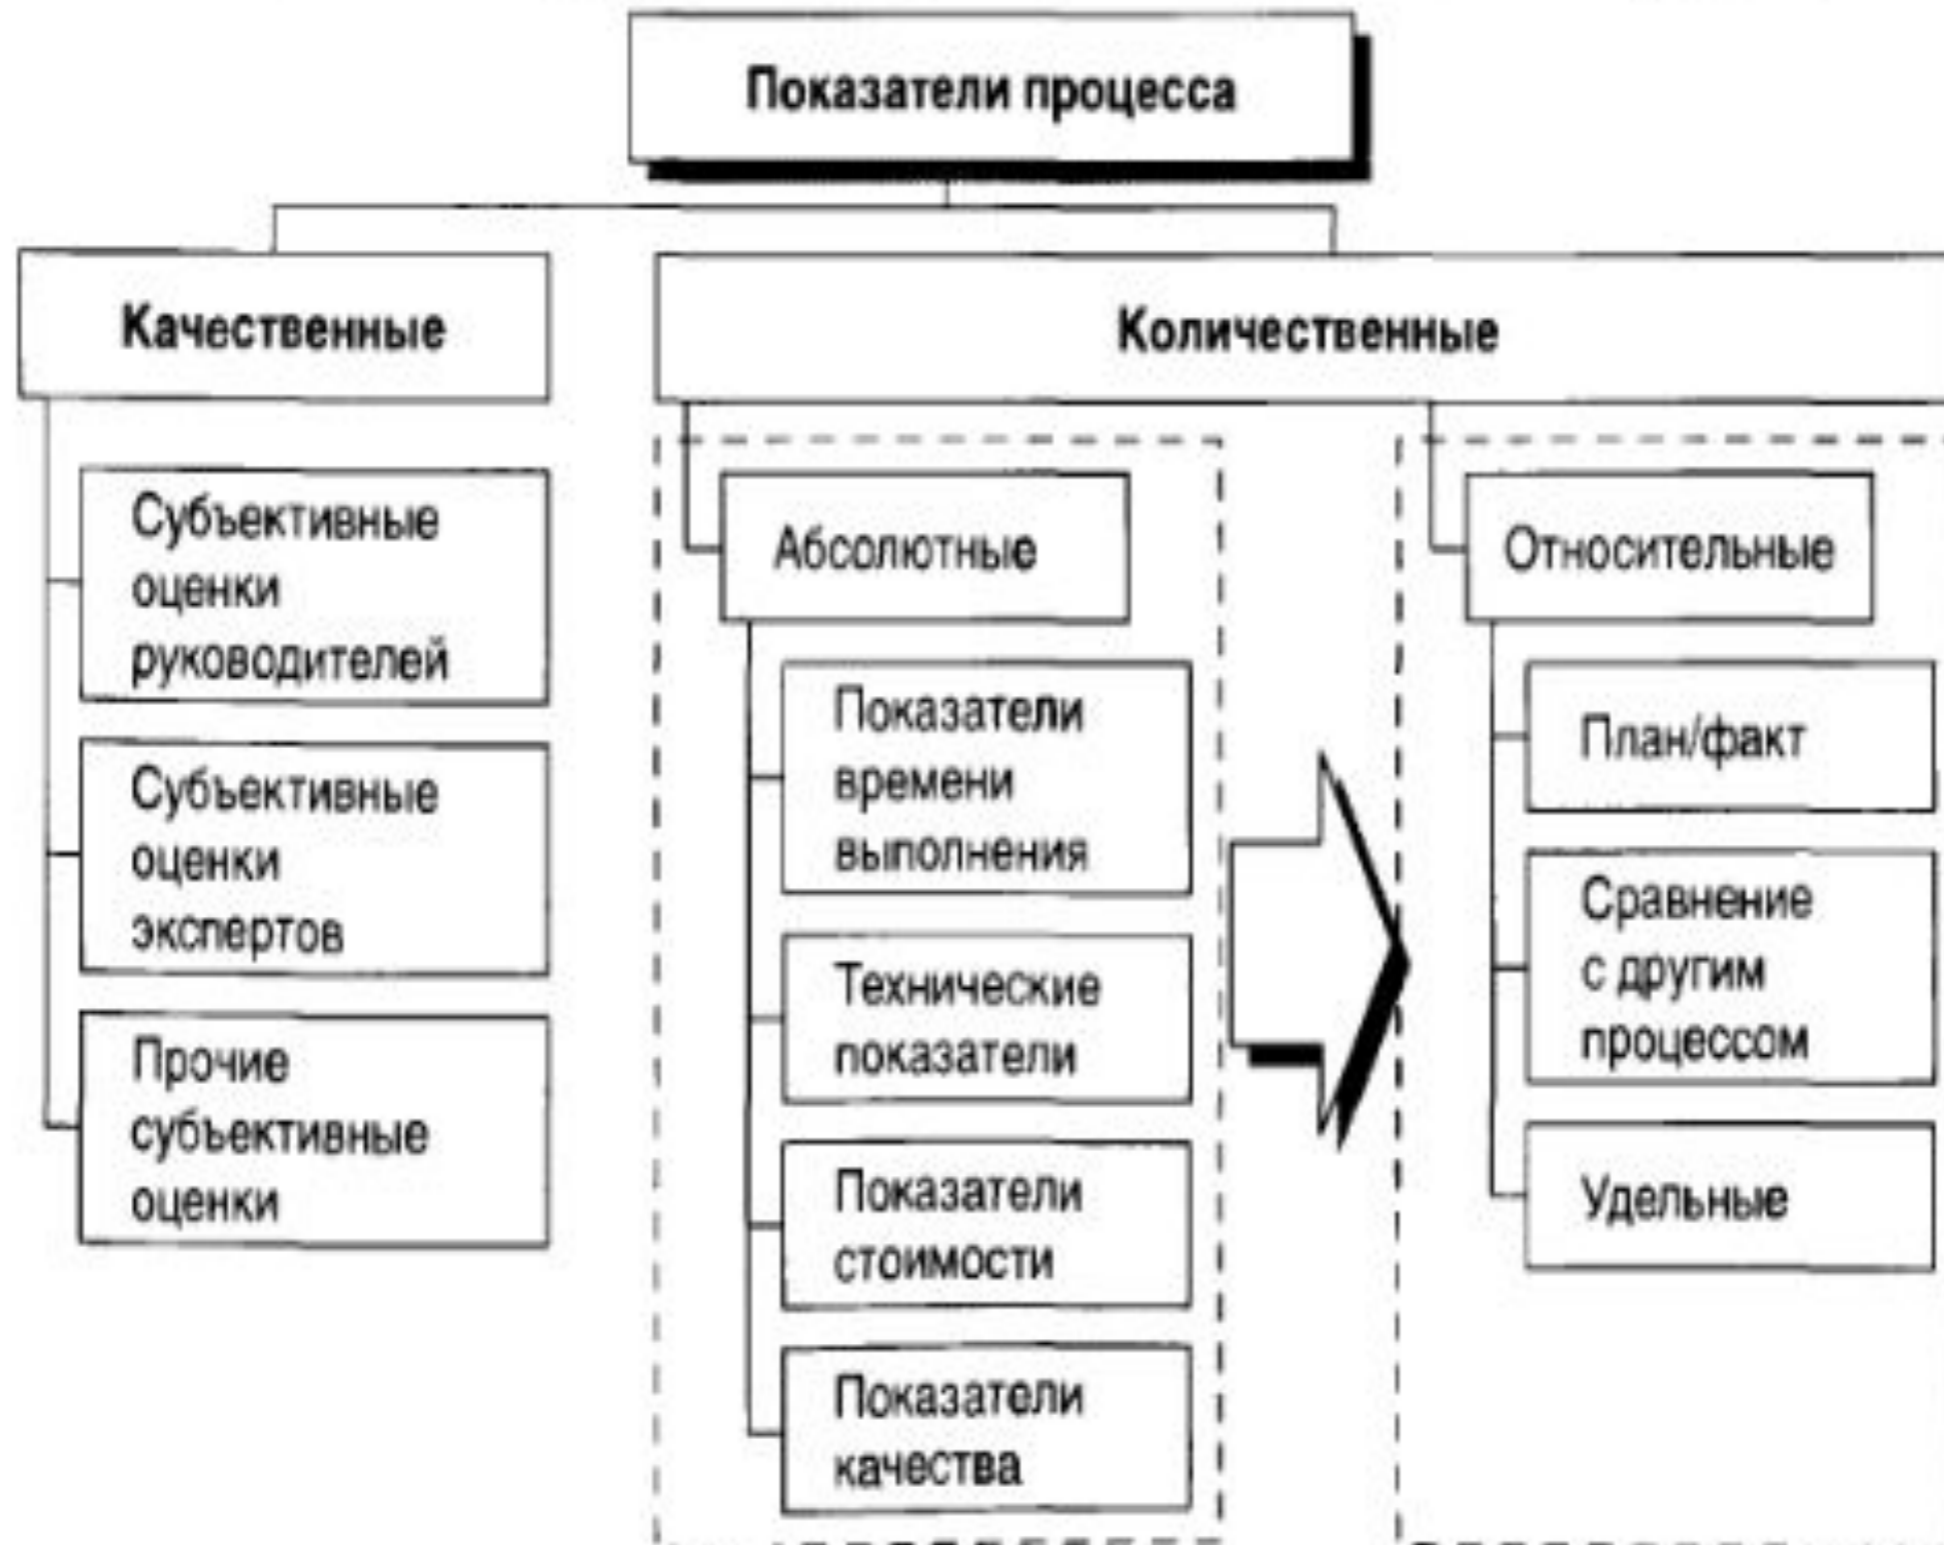 Показатели процесса
Качественные
Количественные
Субъективные
оценки
руководителей
Субъективные
оценки
экспертов
Прочие
субъективные
оценки
Абсолютные
Показатели
времени
выполнения
Технические
показатели
Показатели
стоимости
Показатели
качества
Относительные
План/факт
Сравнение
с другим
процессом
Удельные